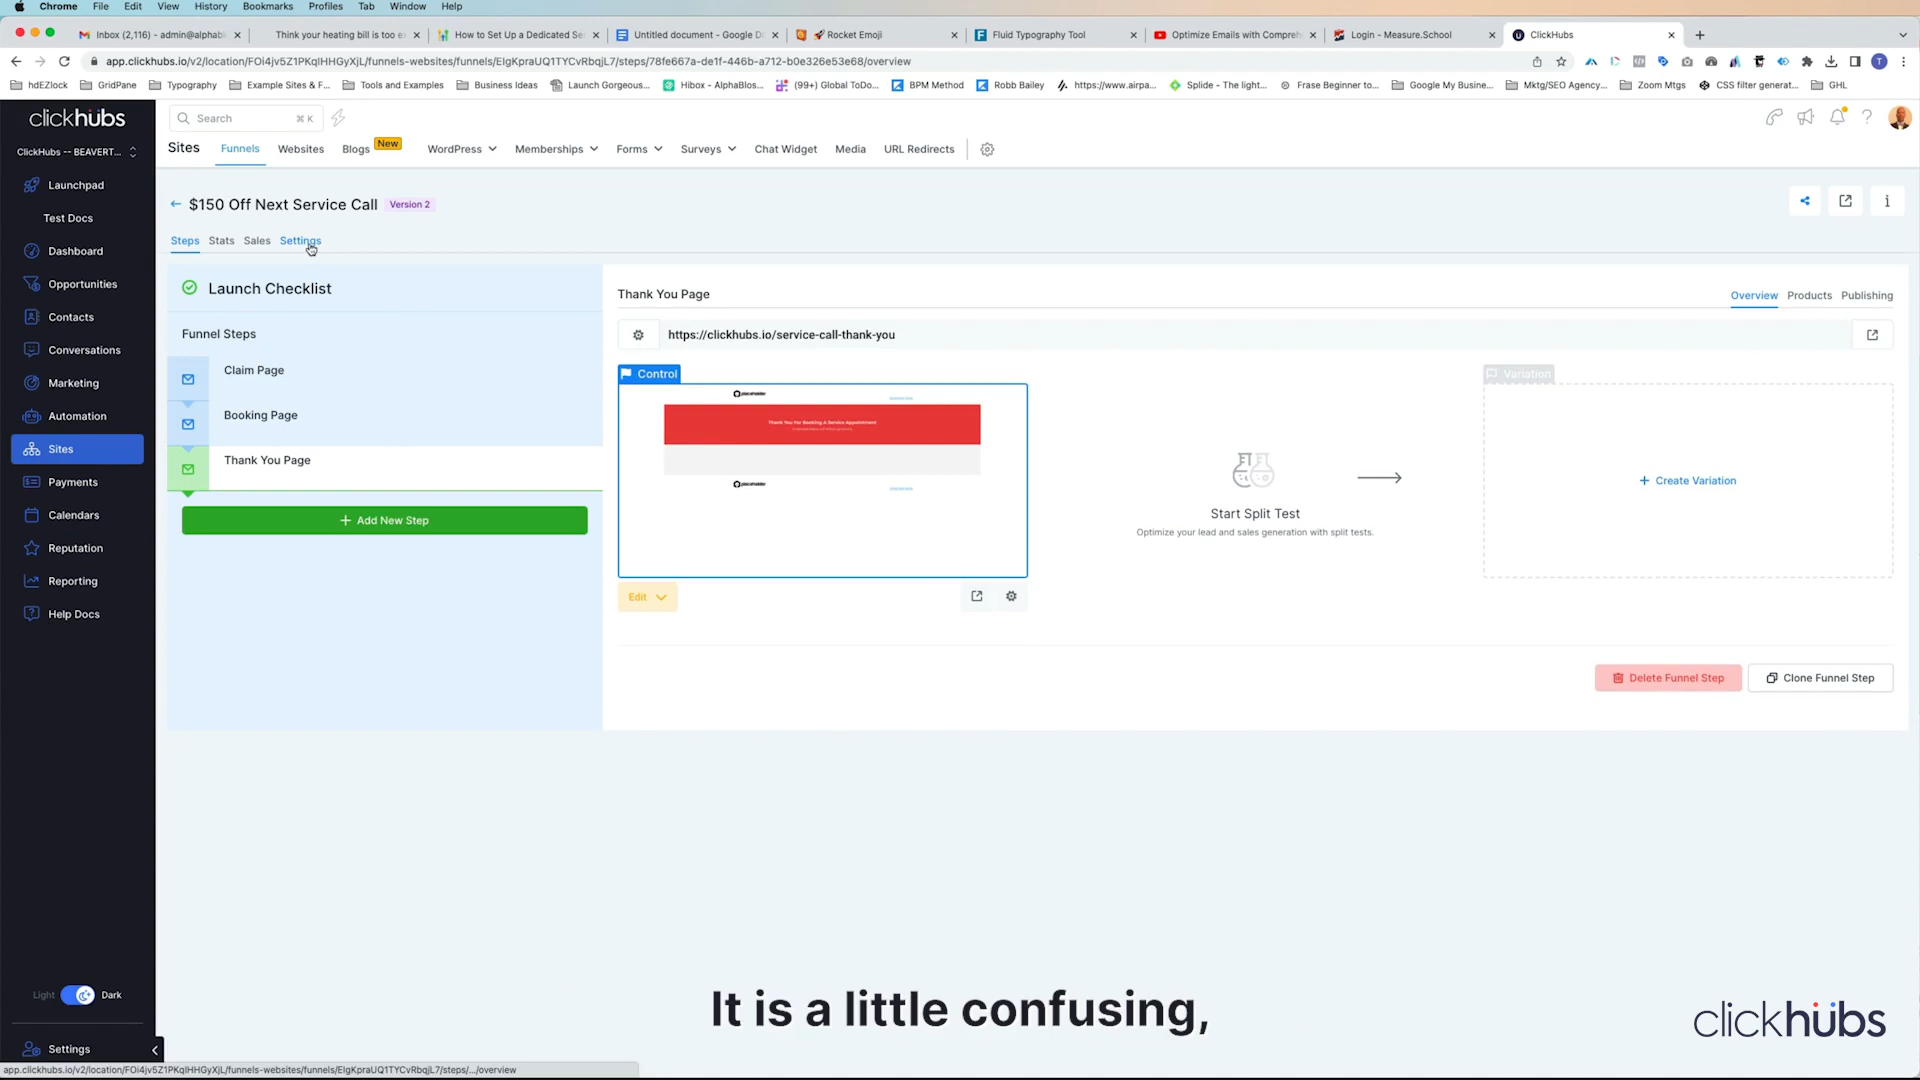 Chrome File Edit View History Bookmarks Profiles Tab Window Help
Inbox (2,116) - admin@alphabl
Think your heating bill is too e
How to Set Up a Dedicated Se
Untitled document - Google D
Rocket Emoji
Fluid Typography Tool
Optimize Emails with Compreh
Login - Measure.School
ClickHubs
app.clickhubs.io/v2/location/FOi4jv5Z1PKqIHHGyXjL/funnels-websites/funnels/EIgKpraUQ1TYCvRbqjL7/steps/78fe667a-de1f-446b-a712-b0e326e53e68/overview
hdEZlock GridPane Typography Example Sites & F... Tools and Examples Business Ideas Launch Gorgeous... Hibox - AlphaBlos... (99+) Global ToDo... BPM Method Robb Bailey https://www.airpa... Splide - The light... Frase Beginner to... Google My Busine... Mktg/SEO Agency... Zoom Mtgs CSS filter generat... GHL
clickhubs
ClickHubs -- BEAVERT...
Launchpad
Test Docs
Dashboard
Opportunities
Contacts
Conversations
Marketing
Automation
Sites
Payments
Calendars
Reputation
Reporting
Help Docs
Light Dark
Settings
Search ⌘ K
Sites Funnels Websites Blogs New WordPress Memberships Forms Surveys Chat Widget Media URL Redirects
$150 Off Next Service Call Version 2
Steps Stats Sales Settings
Launch Checklist
Funnel Steps
Claim Page
Booking Page
Thank You Page
+ Add New Step
Thank You Page
Overview Products Publishing
https://clickhubs.io/service-call-thank-you
Control
placeholder
Thank You For Booking A Service Appointment
placeholder
Edit
Start Split Test
Optimize your lead and sales generation with split tests.
Variation
+ Create Variation
Delete Funnel Step
Clone Funnel Step
It is a little confusing,
clickhubs
app.clickhubs.io/v2/location/FOi4jv5Z1PKqIHHGyXjL/funnels-websites/funnels/EIgKpraUQ1TYCvRbqjL7/steps/.../overview